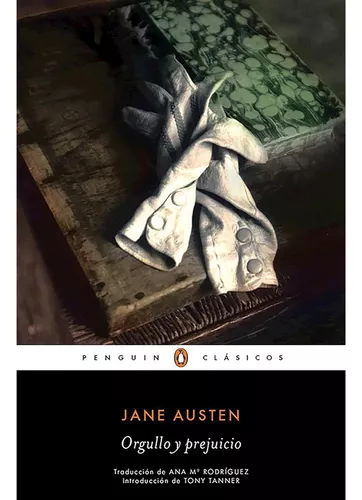 PENGUIN CLÁSICOS
JANE AUSTEN
Orgullo y prejuicio
Traducción de ANA Mª RODRÍGUEZ
Introducción de TONY TANNER